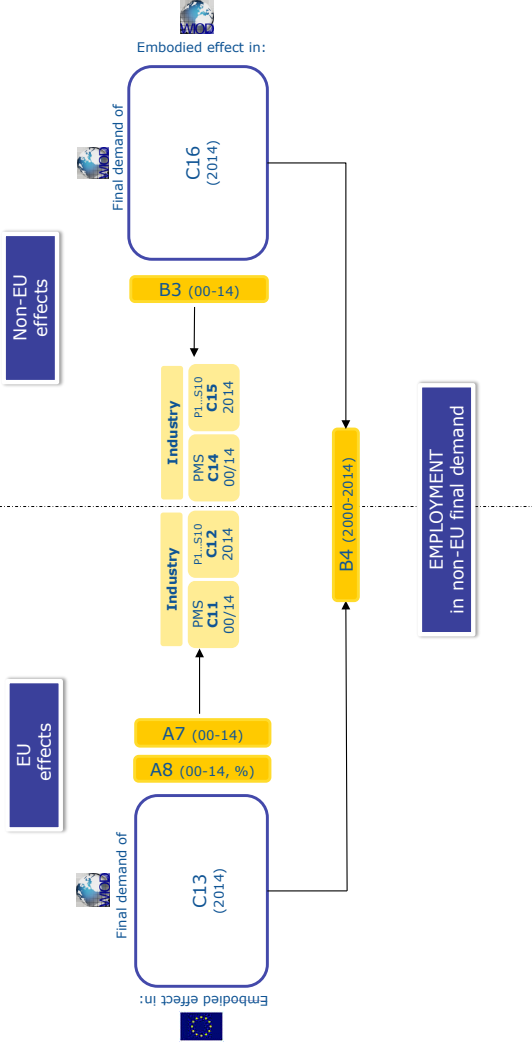 WIOD
Embodied effect in:
WIOD
Final demand of
C16
(2014)
Non-EU
effects
B3 (00-14)
Industry
P1...S10
C15
2014
PMS
C14
00/14
Industry
P1...S10
C12
2014
PMS
C11
00/14
B4 (2000-2014)
EMPLOYMENT
in non-EU final demand
EU
effects
A7 (00-14)
A8 (00-14, %)
WIOD
Final demand of
C13
(2014)
Embodied effect in: